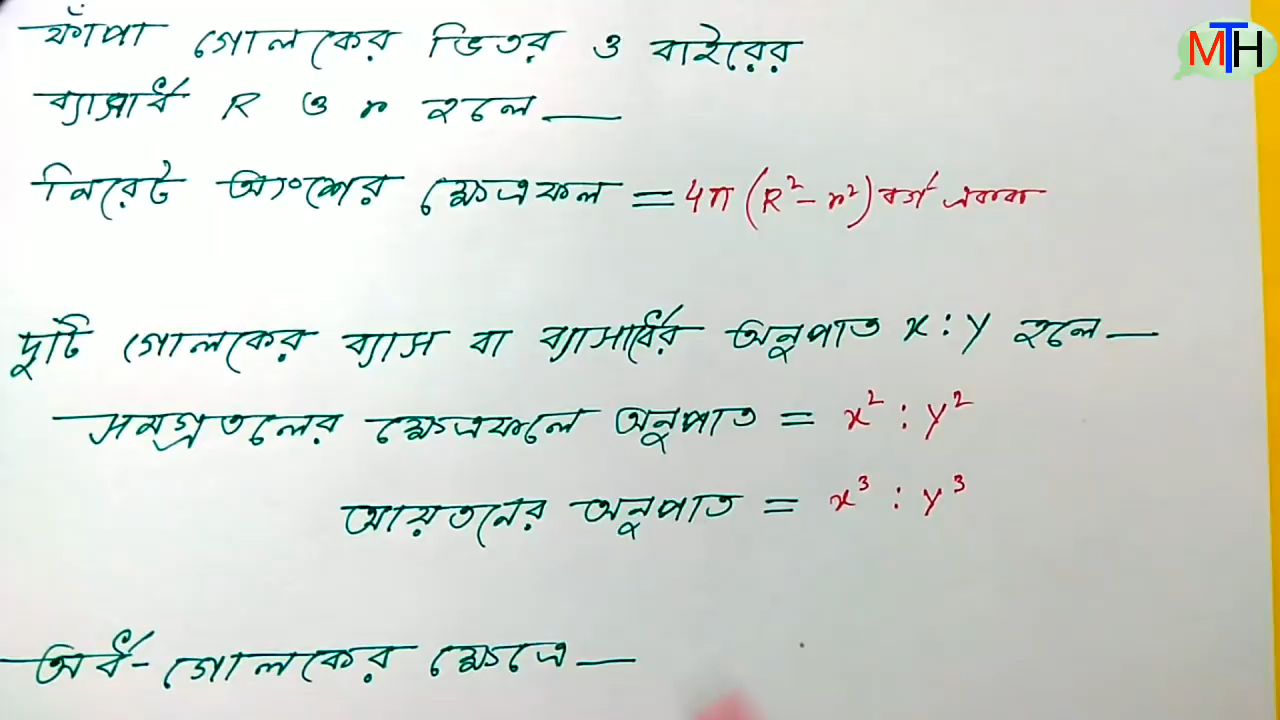 MTH
ফাঁপা গোলকের ভিতর ও বাইরের
ব্যাসার্ধ R ও r হলে —
নিরেট অংশের ক্ষেত্রফল = 4π (R² - r²) বর্গ একক
দুটি গোলকের ব্যাস বা ব্যাসার্ধের অনুপাত x : y হলে —
সমগ্রতলের ক্ষেত্রফলে অনুপাত = x² : y²
আয়তনের অনুপাত = x³ : y³
অর্ধ-গোলকের ক্ষেত্রে —